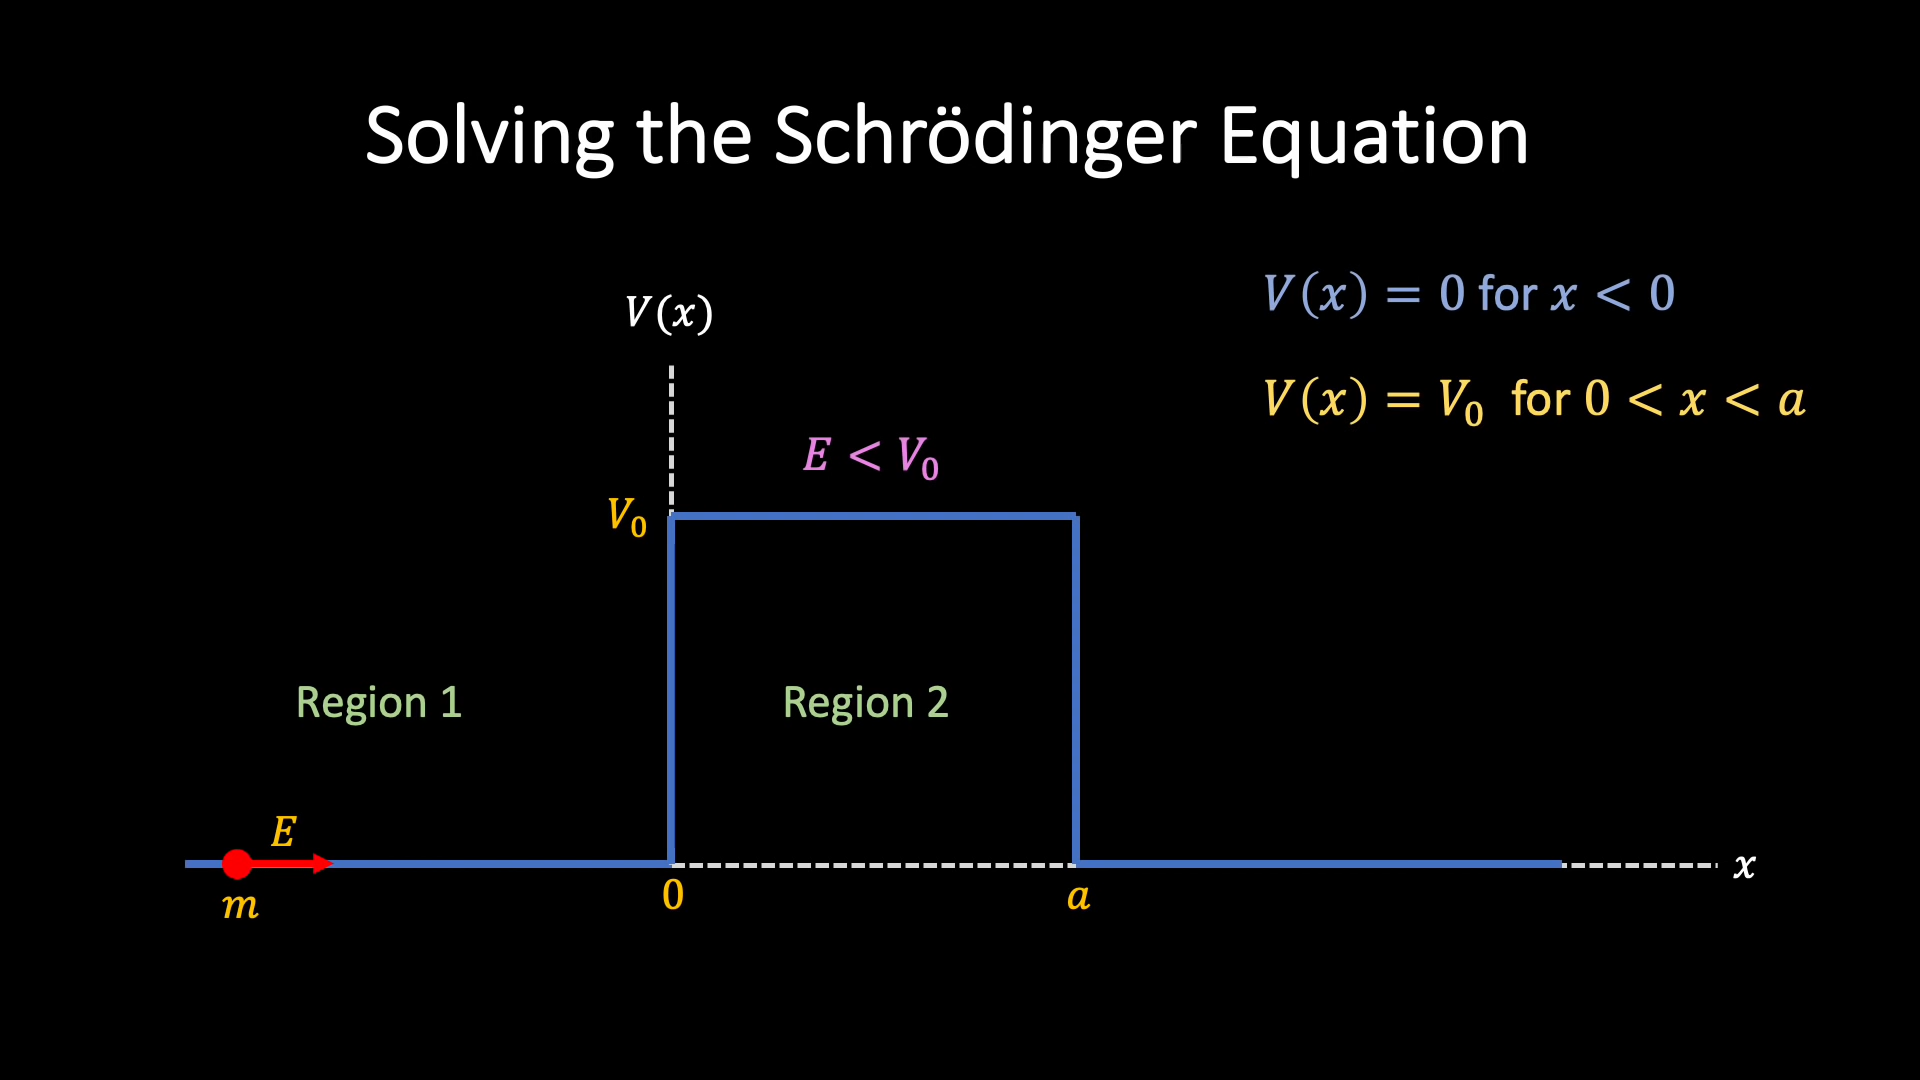 Solving the Schrödinger Equation
V(x) = 0 for x < 0
V(x)
V(x) = V₀ for 0 < x < a
E < V₀
V₀
Region 1
Region 2
E
m
0
a
x